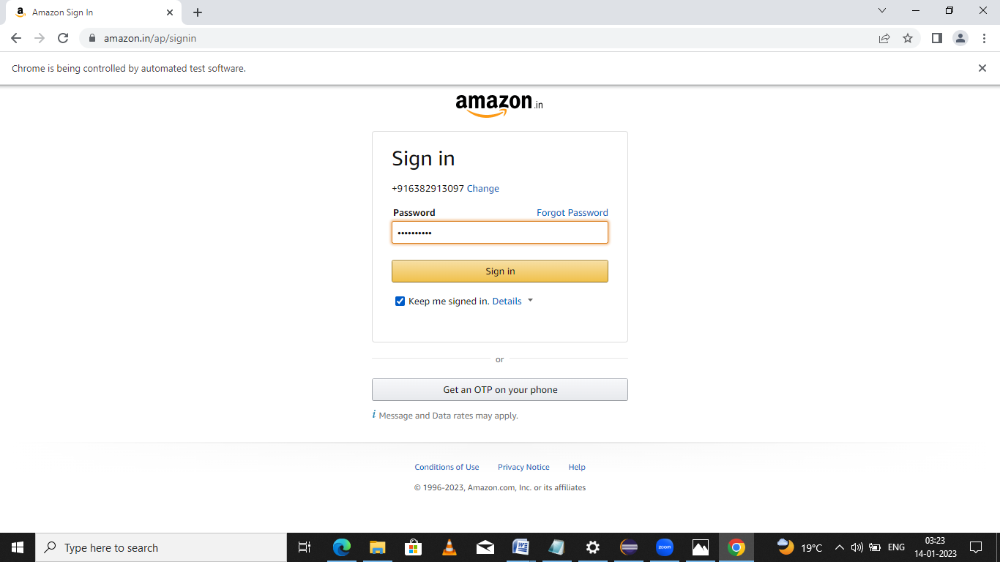 Amazon Sign In
amazon.in/ap/signin
Chrome is being controlled by automated test software.
amazon.in
Sign in
+916382913097 Change
Password Forgot Password
••••••••••
Sign in
Keep me signed in. Details
or
Get an OTP on your phone
i Message and Data rates may apply.
Conditions of Use Privacy Notice Help
© 1996-2023, Amazon.com, Inc. or its affiliates
Type here to search
zoom
19°C
ENG
03:23
14-01-2023